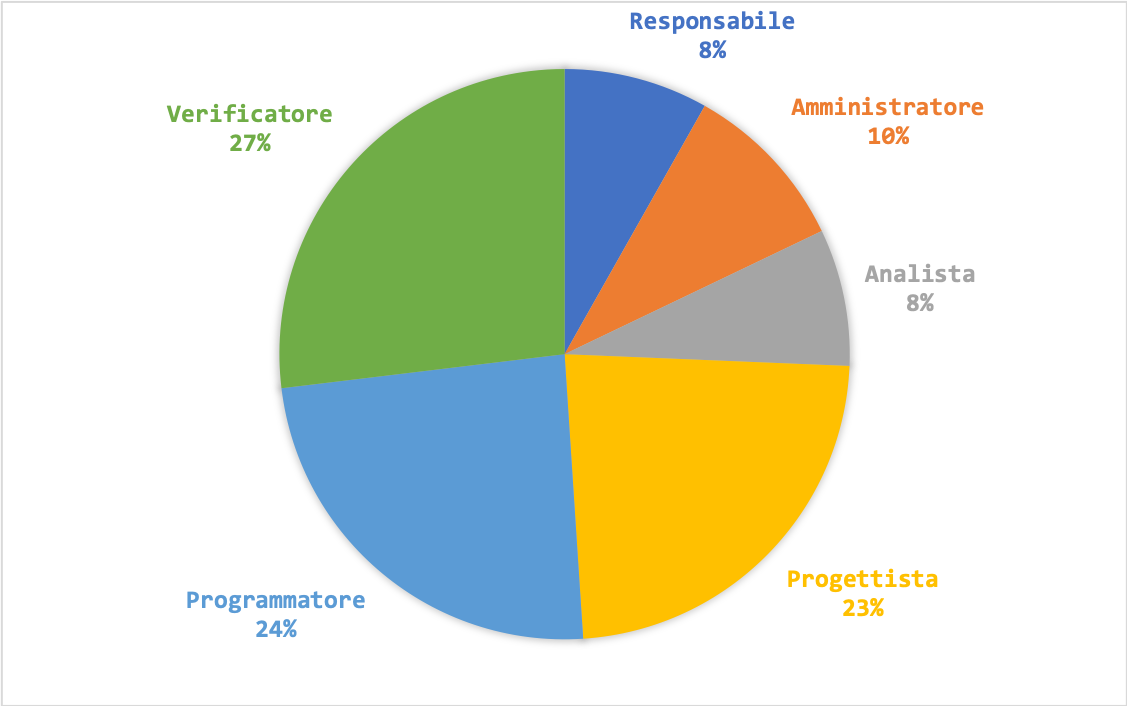 Responsabile
8%
Amministratore
10%
Analista
8%
Progettista
23%
Programmatore
24%
Verificatore
27%